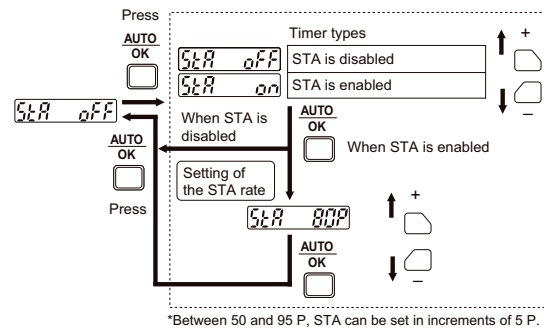 Press
AUTO
OK
Timer types
+
StA oFF
STA is disabled
StA on
STA is enabled
−
StA oFF
When STA is
disabled
AUTO
OK
When STA is enabled
AUTO
OK
Press
Setting of
the STA rate
+
StA 80P
AUTO
OK
−
*Between 50 and 95 P, STA can be set in increments of 5 P.